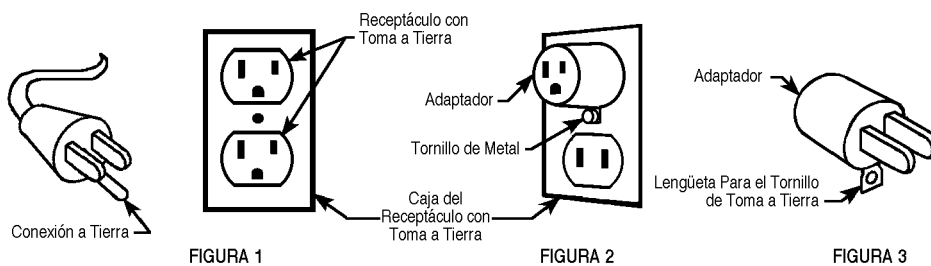 Receptáculo con
Toma a Tierra
Adaptador
Tornillo de Metal
Caja del
Receptáculo con
Toma a Tierra
Conexión a Tierra
Adaptador
Lengüeta Para el Tornillo
de Toma a Tierra
FIGURA 1
FIGURA 2
FIGURA 3